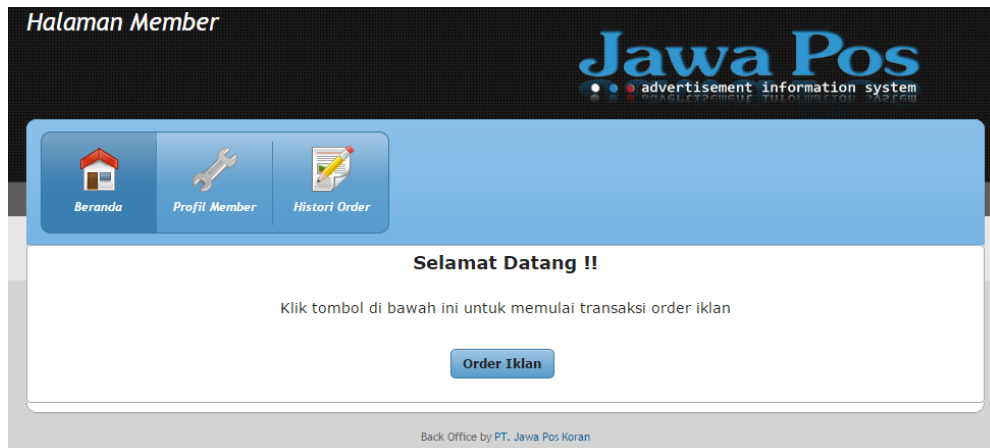 Halaman Member
Jawa Pos
advertisement information system
Beranda
Profil Member
Histori Order
Selamat Datang !!
Klik tombol di bawah ini untuk memulai transaksi order iklan
Order Iklan
Back Office by PT. Jawa Pos Koran